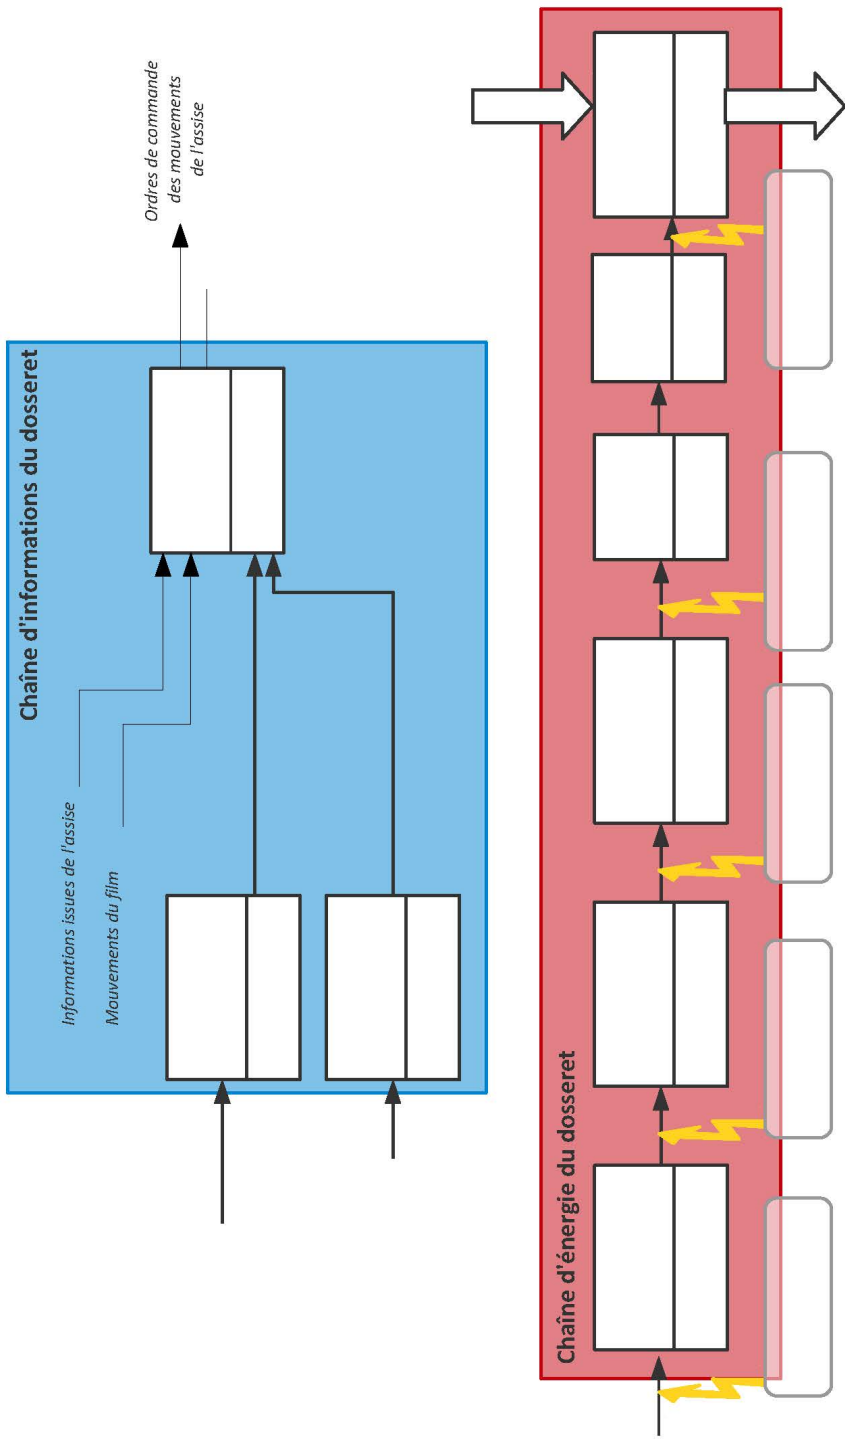 Chaîne d'informations du dosseret
Informations issues de l'assise
Mouvements du film
Ordres de commande
des mouvements
de l'assise
Chaîne d'énergie du dosseret